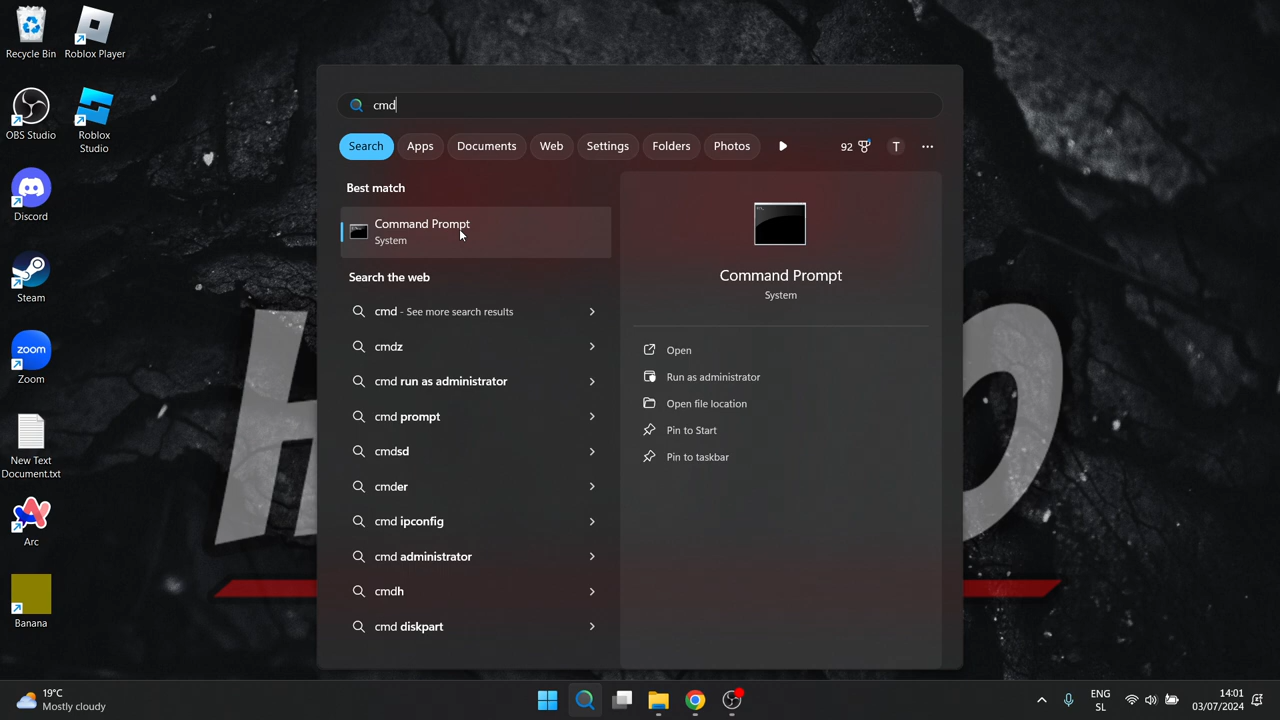 Recycle Bin
Roblox Player
OBS Studio
Roblox
Studio
Discord
Steam
zoom
Zoom
New Text
Document.txt
Arc
Banana
cmd
Search
Apps
Documents
Web
Settings
Folders
Photos
92
T
Best match
Command Prompt
System
Search the web
cmd - See more search results
cmdz
cmd run as administrator
cmd prompt
cmdsd
cmder
cmd ipconfig
cmd administrator
cmdh
cmd diskpart
Command Prompt
System
Open
Run as administrator
Open file location
Pin to Start
Pin to taskbar
19°C
Mostly cloudy
ENG
SL
14:01
03/07/2024